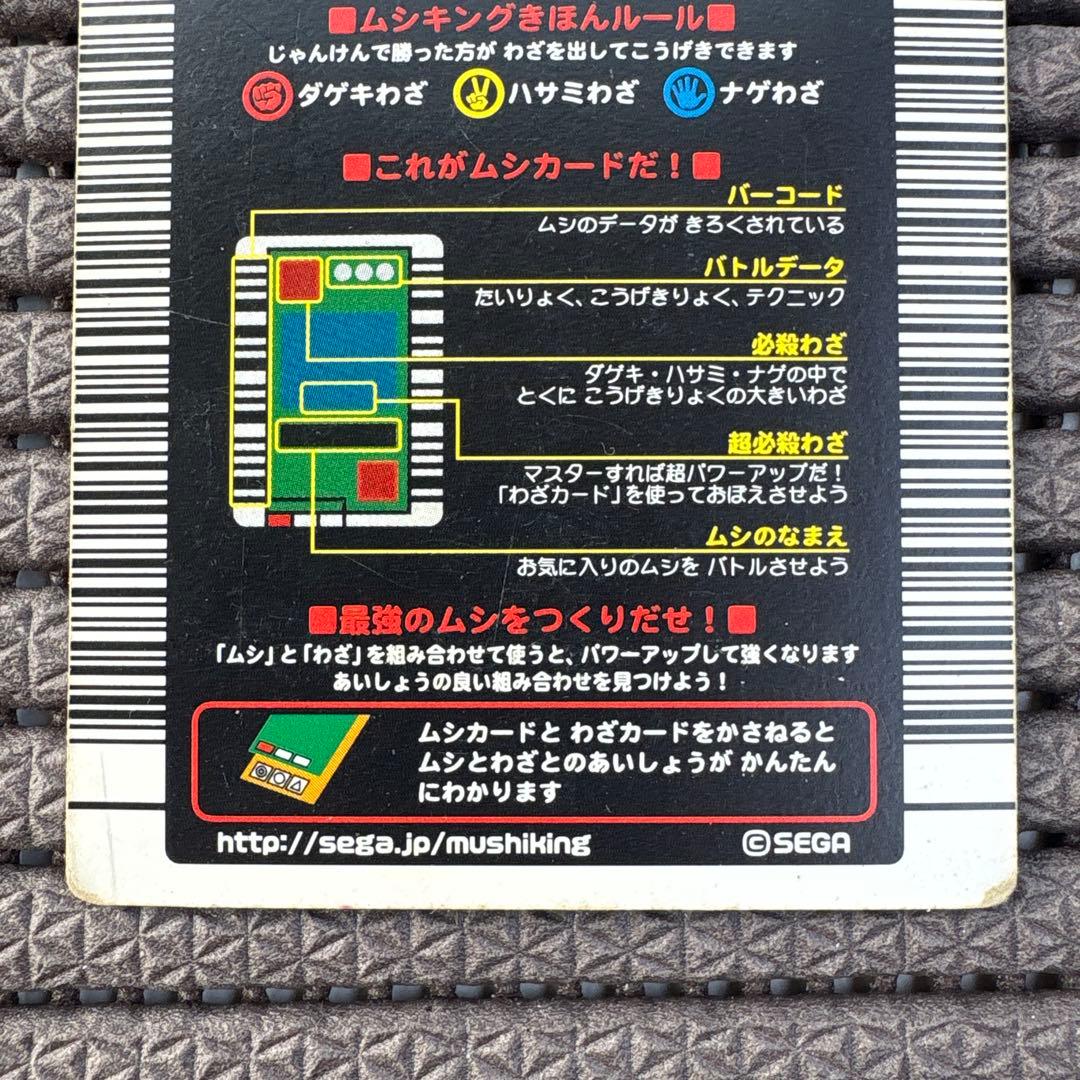 ■ムシキングきほんルール■
じゃんけんで勝った方が わざを出してこうげきできます
ダゲキわざ ハサミわざ ナゲわざ
■これがムシカードだ！■
バーコード
ムシのデータが きろくされている
バトルデータ
たいりょく、こうげきりょく、テクニック
必殺わざ
ダゲキ・ハサミ・ナゲの中で
とくに こうげきりょくの大きいわざ
超必殺わざ
マスターすれば超パワーアップだ！
「わざカード」を使っておぼえさせよう
ムシのなまえ
お気に入りのムシを バトルさせよう
■最強のムシをつくりだせ！■
「ムシ」と「わざ」を組み合わせて使うと、パワーアップして強くなります
あいしょうの良い組み合わせを見つけよう！
ムシカードと わざカードをかさねると
ムシとわざとのあいしょうが かんたん
にわかります
http://sega.jp/mushiking ©SEGA